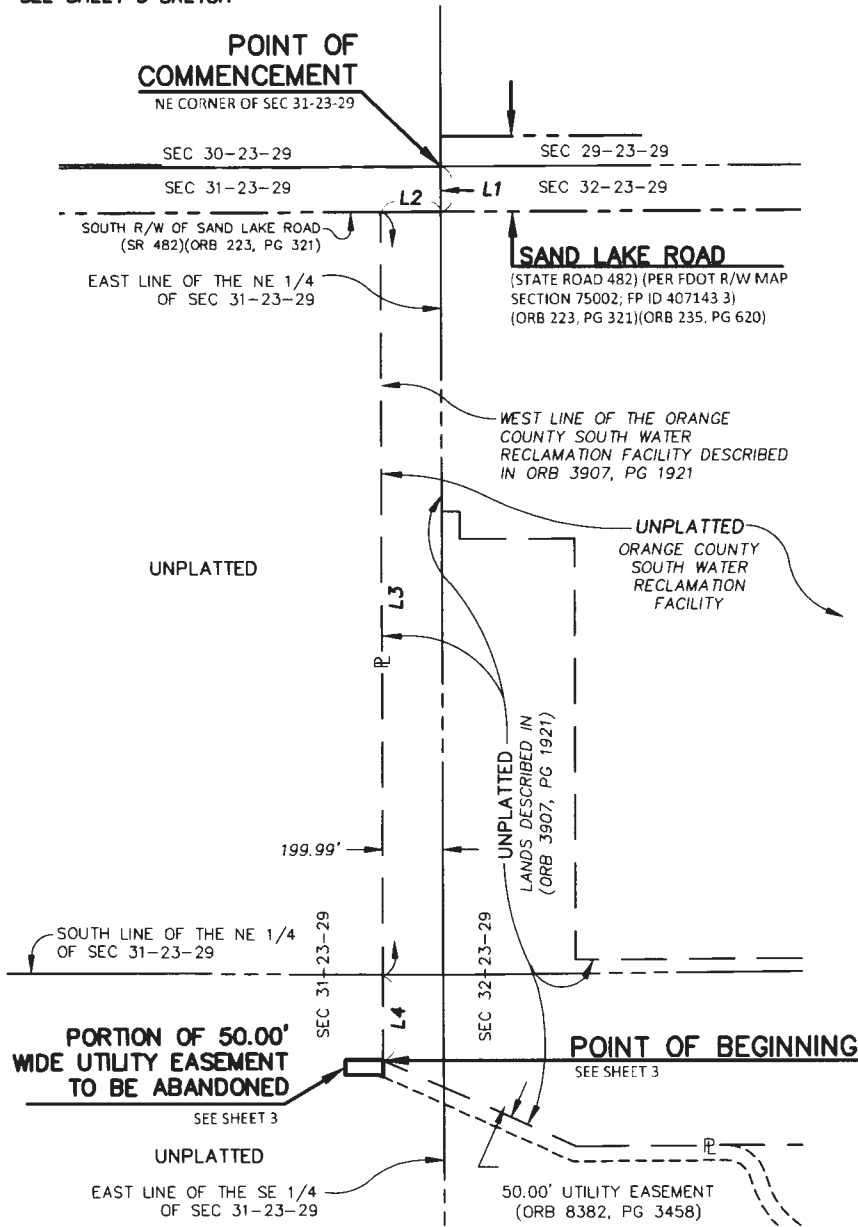 POINT OF
COMMENCEMENT
NE CORNER OF SEC 31-23-29
SEC 30-23-29
SEC 29-23-29
SEC 31-23-29
L2
L1
SEC 32-23-29
SOUTH R/W OF SAND LAKE ROAD
(SR 482)(ORB 223, PG 321)
SAND LAKE ROAD
(STATE ROAD 482) (PER FDOT R/W MAP
SECTION 75002; FP ID 407143 3)
(ORB 223, PG 321)(ORB 235, PG 620)
EAST LINE OF THE NE 1/4
OF SEC 31-23-29
WEST LINE OF THE ORANGE
COUNTY SOUTH WATER
RECLAMATION FACILITY DESCRIBED
IN ORB 3907, PG 1921
UNPLATTED
ORANGE COUNTY
SOUTH WATER
RECLAMATION
FACILITY
UNPLATTED
L3
PL
UNPLATTED
LANDS DESCRIBED IN
(ORB 3907, PG 1921)
199.99'
SOUTH LINE OF THE NE 1/4
OF SEC 31-23-29
SEC 31-23-29
SEC 32-23-29
L4
PORTION OF 50.00'
WIDE UTILITY EASEMENT
TO BE ABANDONED
SEE SHEET 3
POINT OF BEGINNING
SEE SHEET 3
UNPLATTED
PL
EAST LINE OF THE SE 1/4
OF SEC 31-23-29
50.00' UTILITY EASEMENT
(ORB 8382, PG 3458)